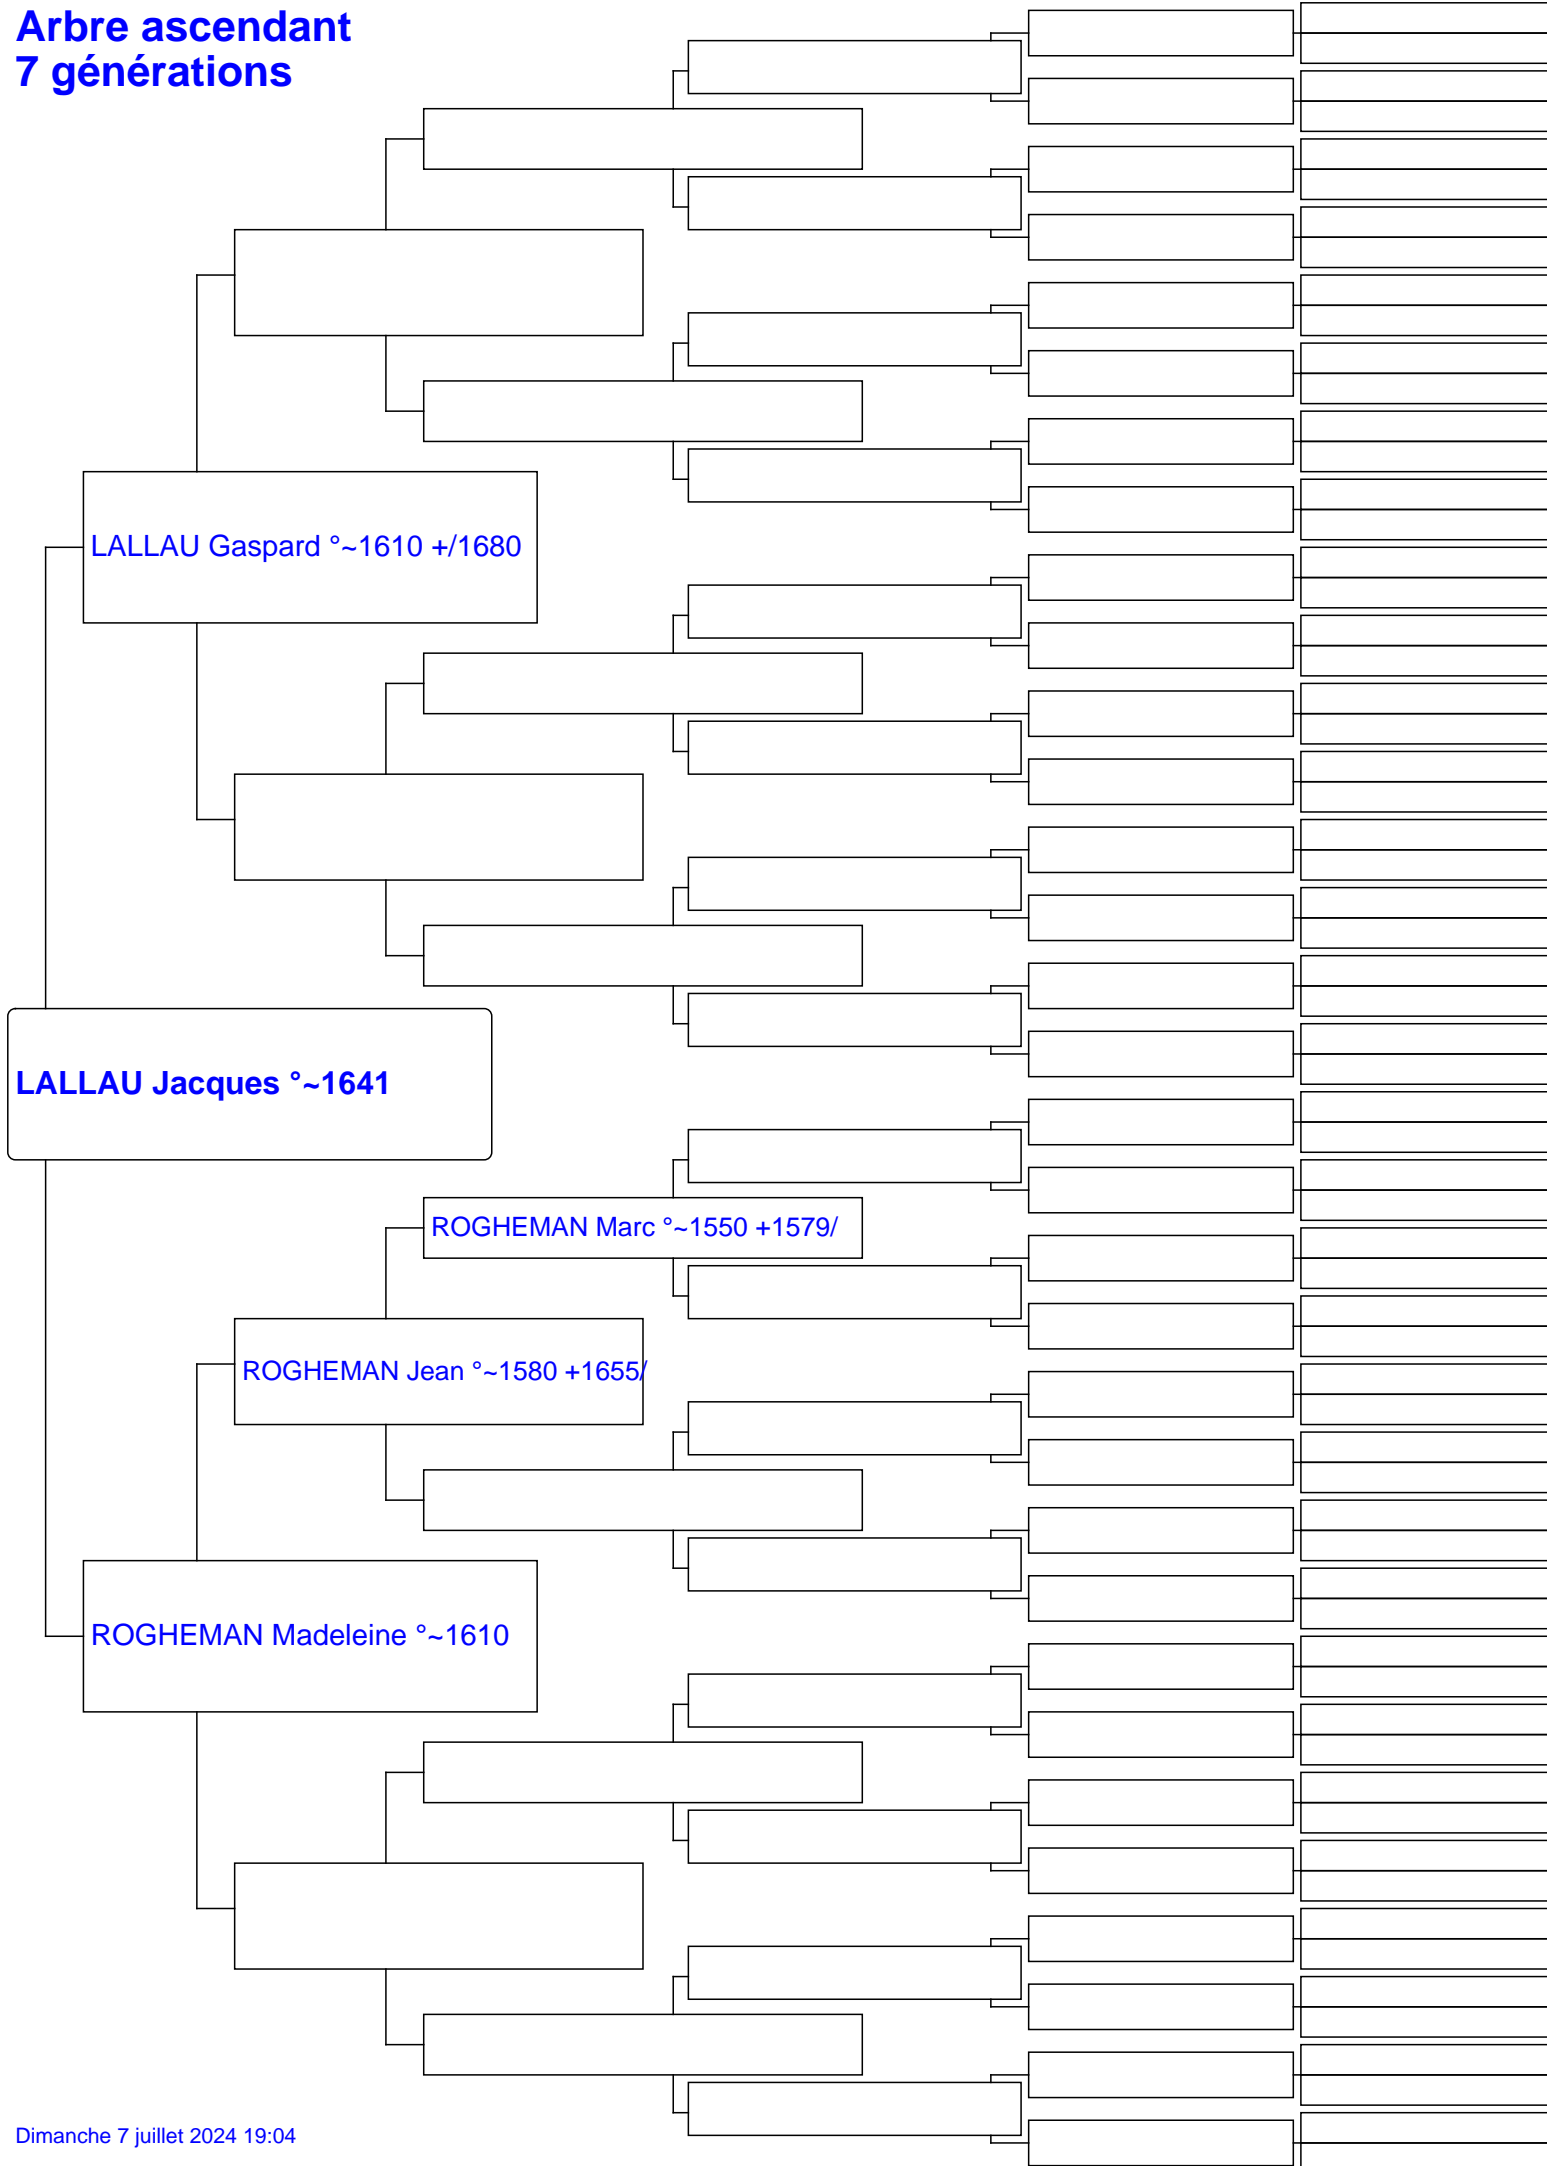 Arbre ascendant
7 générations
LALLAU Gaspard °~1610 +/1680
LALLAU Jacques °~1641
ROGHEMAN Marc °~1550 +1579/
ROGHEMAN Jean °~1580 +1655/
ROGHEMAN Madeleine °~1610
Dimanche 7 juillet 2024 19:04